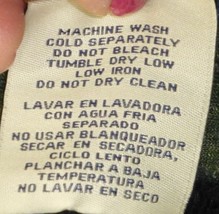 MACHINE WASH
COLD SEPARATELY
DO NOT BLEACH
TUMBLE DRY LOW
LOW IRON
DO NOT DRY CLEAN
LAVAR EN LAVADORA
CON AGUA FRIA
SEPARADO
NO USAR BLANQUEADOR
SECAR EN SECADORA,
CICLO LENTO
PLANCHAR A BAJA
TEMPERATURA
NO LAVAR EN SECO